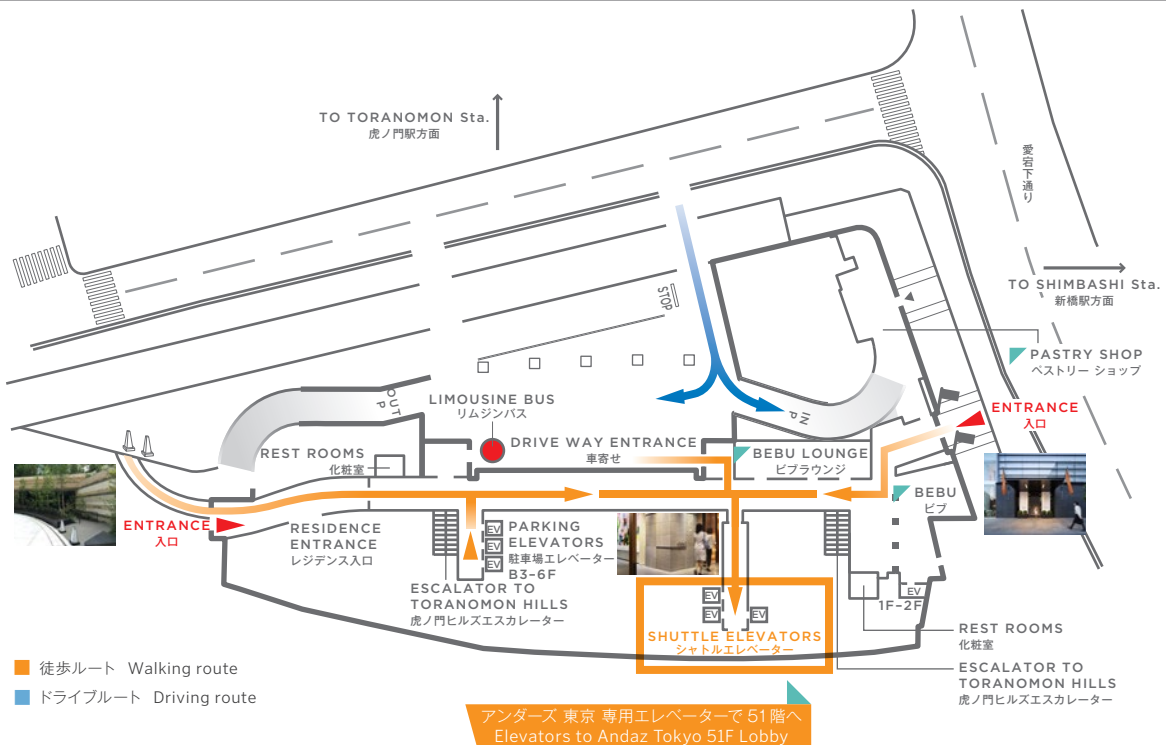 TO TORANOMON Sta.
虎ノ門駅方面
愛宕下通り
TO SHIMBASHI Sta.
新橋駅方面
STOP
PASTRY SHOP
ペストリー ショップ
OUT
P
IN
P
LIMOUSINE BUS
リムジンバス
ENTRANCE
入口
DRIVE WAY ENTRANCE
車寄せ
REST ROOMS
化粧室
BEBU LOUNGE
ビブラウンジ
BEBU
ビブ
ENTRANCE
入口
RESIDENCE
ENTRANCE
レジデンス入口
EV
EV
EV
PARKING
ELEVATORS
駐車場エレベーター
B3-6F
ESCALATOR TO
TORANOMON HILLS
虎ノ門ヒルズエスカレーター
EV
EV
EV
SHUTTLE ELEVATORS
シャトルエレベーター
EV
1F-2F
REST ROOMS
化粧室
ESCALATOR TO
TORANOMON HILLS
虎ノ門ヒルズエスカレーター
徒歩ルート Walking route
ドライブルート Driving route
アンダーズ 東京 専用エレベーターで 51 階へ
Elevators to Andaz Tokyo 51F Lobby